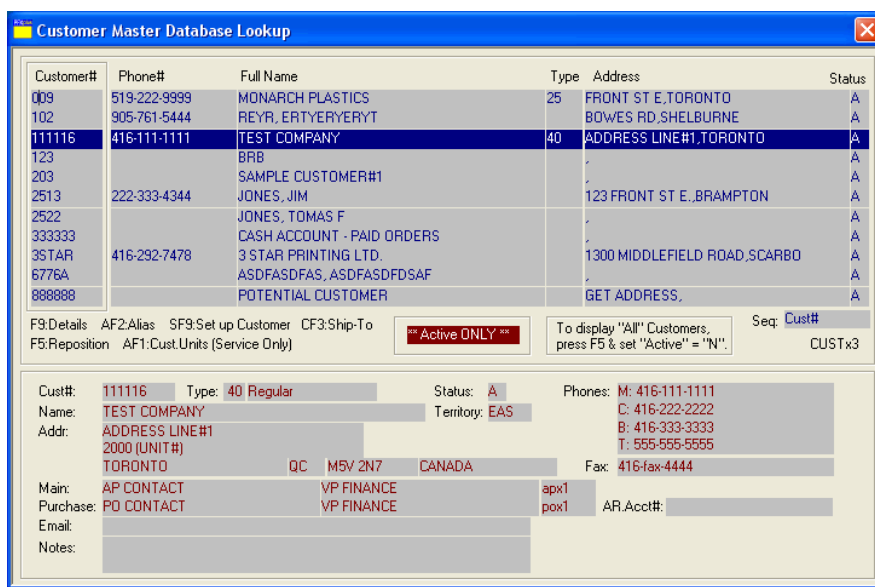 Customer Master Database Lookup
Customer# Phone# Full Name Type Address Status
009 519-222-9999 MONARCH PLASTICS 25 FRONT ST E,TORONTO A
102 905-761-5444 REYR, ERTYERYERYT BOWES RD,SHELBURNE A
111116 416-111-1111 TEST COMPANY 40 ADDRESS LINE#1,TORONTO A
123 BRB , A
203 SAMPLE CUSTOMER#1 , A
2513 222-333-4344 JONES, JIM 123 FRONT ST E.,BRAMPTON A
2522 JONES, TOMAS F , A
333333 CASH ACCOUNT - PAID ORDERS , A
3STAR 416-292-7478 3 STAR PRINTING LTD. 1300 MIDDLEFIELD ROAD,SCARBO A
6776A ASDFASDFAS, ASDFASDFDSAF , A
888888 POTENTIAL CUSTOMER GET ADDRESS, A
F9:Details AF2:Alias SF9:Set up Customer CF3:Ship-To
F5:Reposition AF1:Cust.Units (Service Only)
** Active ONLY **
To display "All" Customers,
press F5 & set "Active" = "N".
Seq: Cust#
CUSTx3
Cust#: 111116 Type: 40 Regular Status: A Phones: M: 416-111-1111
Name: TEST COMPANY Territory: EAS C: 416-222-2222
Addr: ADDRESS LINE#1 B: 416-333-3333
2000 (UNIT#) T: 555-555-5555
TORONTO QC M5V 2N7 CANADA Fax: 416-fax-4444
Main: AP CONTACT VP FINANCE apx1
Purchase: PO CONTACT VP FINANCE pox1 AR.Acct#:
Email:
Notes: